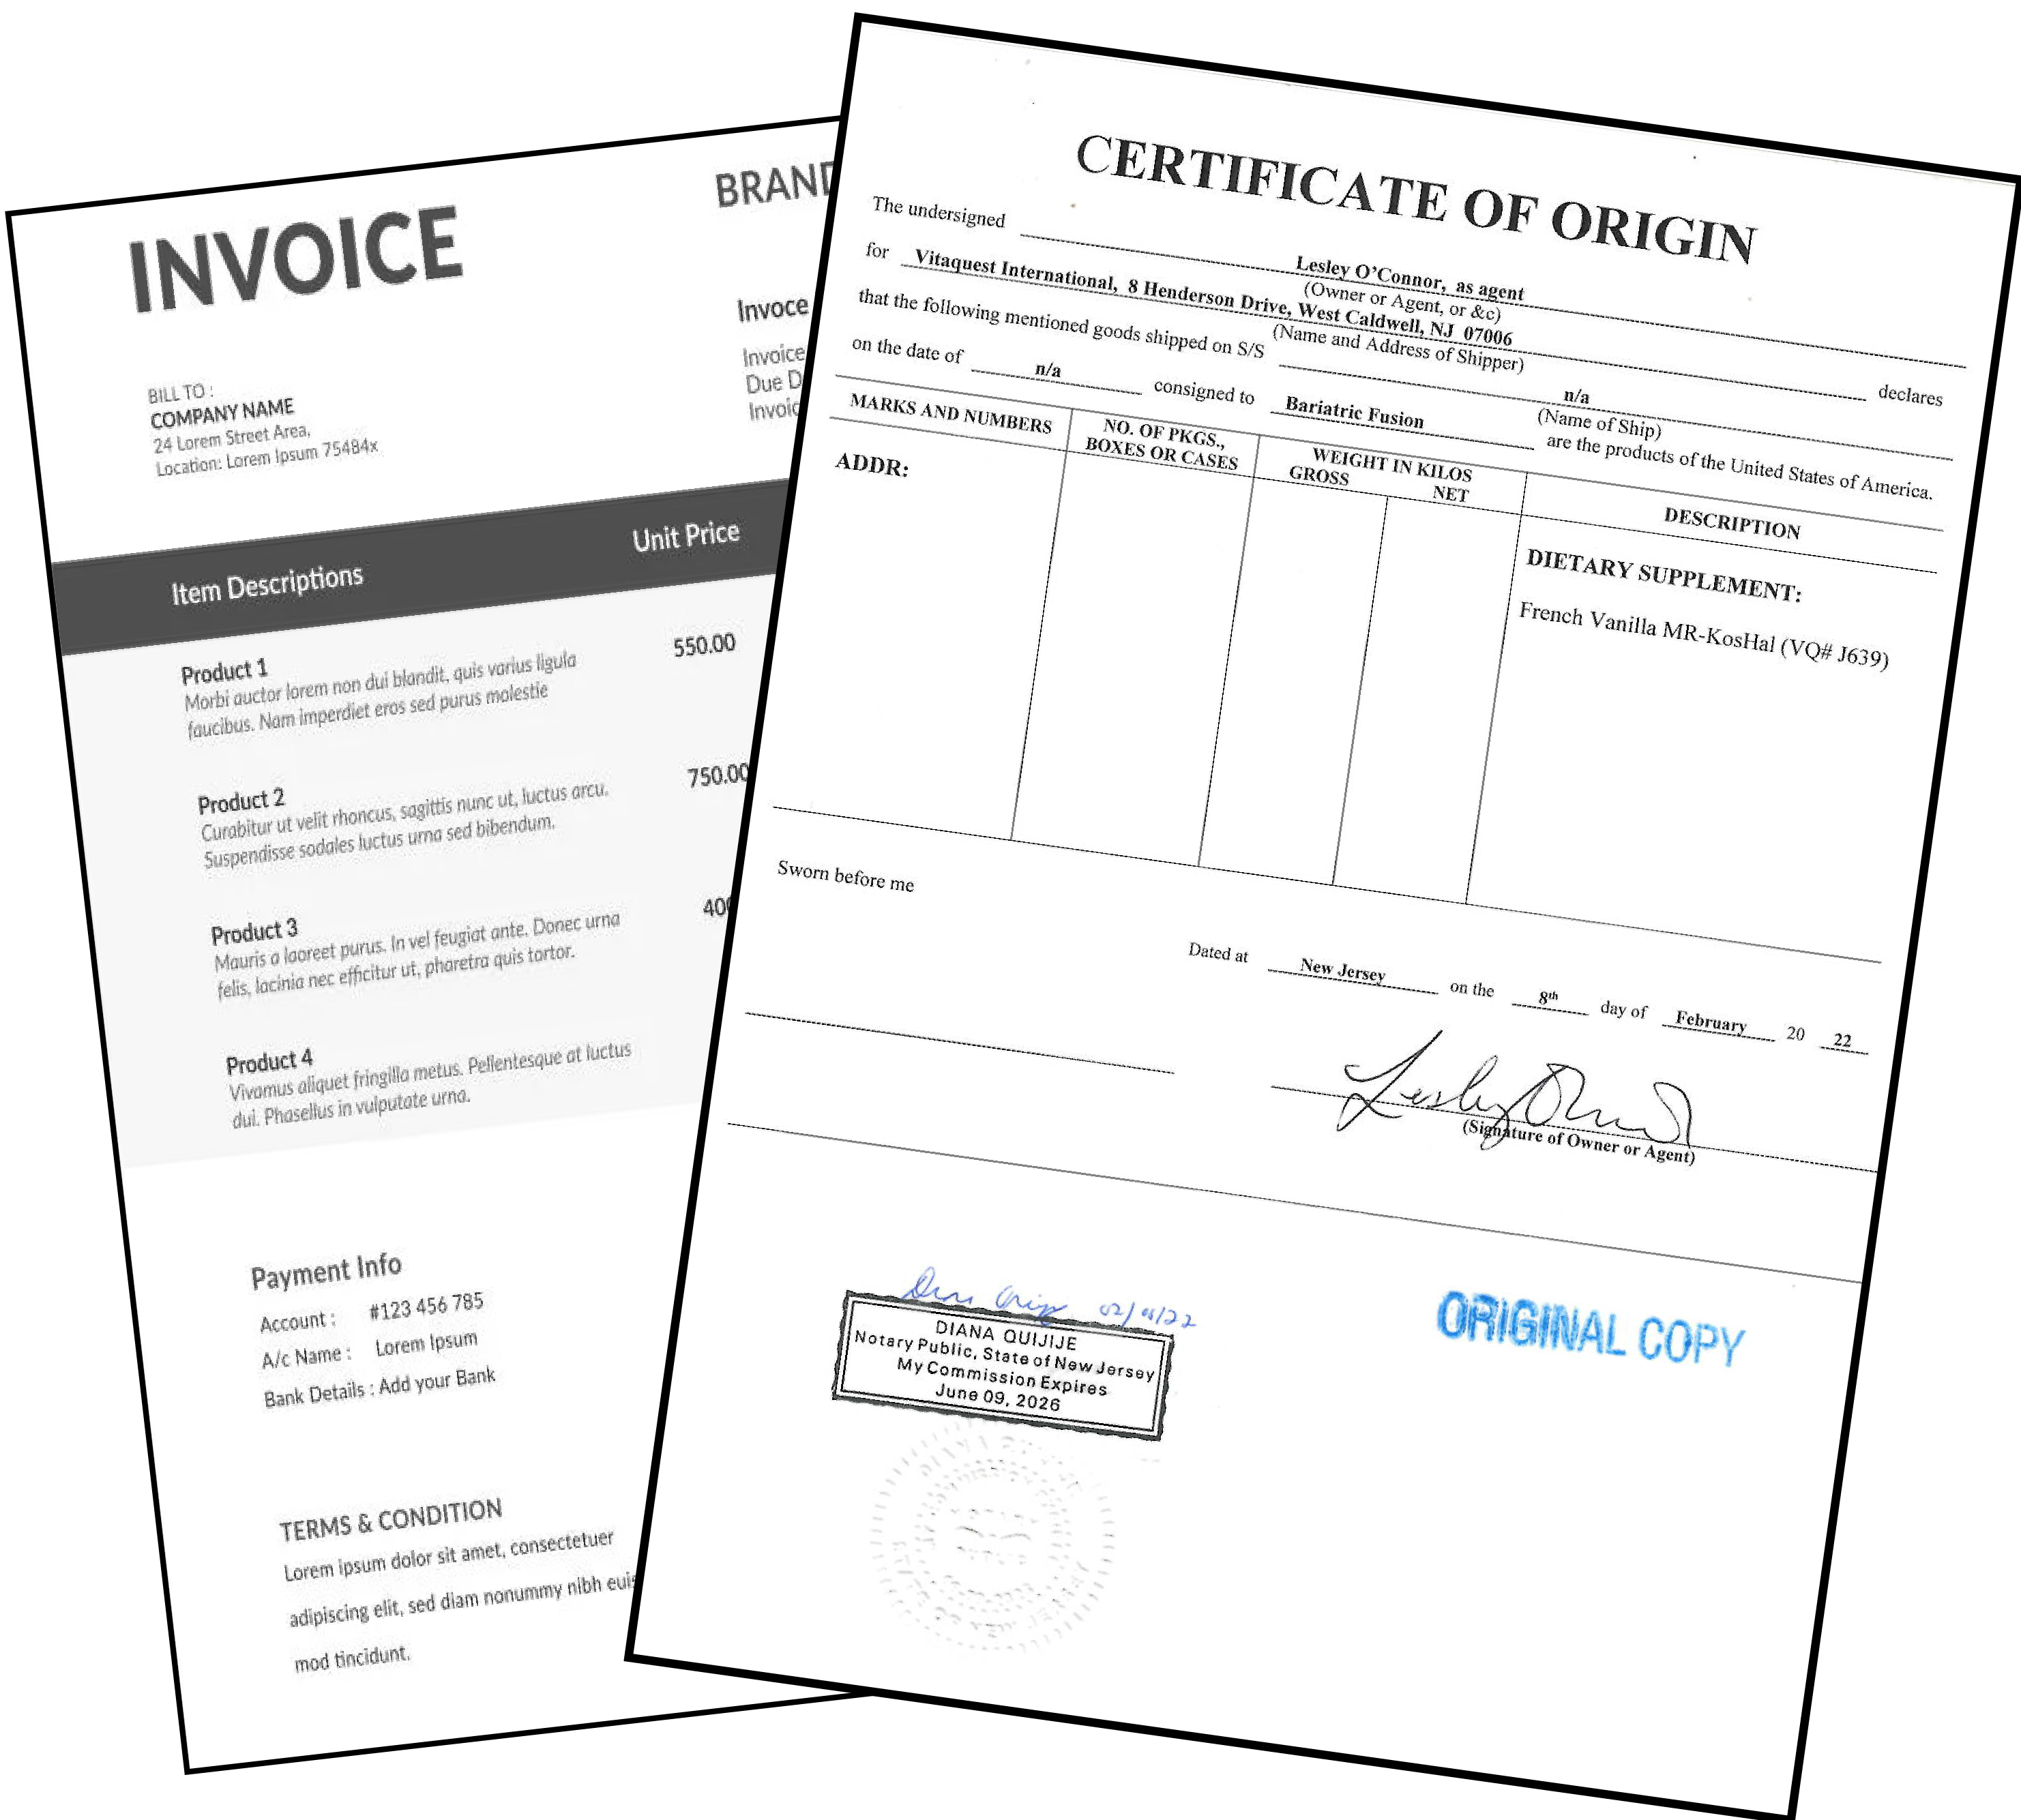 INVOICE
BRAND
BILL TO :
COMPANY NAME
24 Lorem Street Area,
Location: Lorem Ipsum 75484x
Invoce
Invoice
Due D
Invoic
Item Descriptions
Unit Price
Product 1
550.00
Morbi auctor lorem non dui blandit, quis varius ligula
faucibus. Nam imperdiet eros sed purus molestie
Product 2
750.00
Curabitur ut velit rhoncus, sagittis nunc ut, luctus arcu.
Suspendisse sodales luctus urna sed bibendum.
Product 3
400
Mauris a laoreet purus. In vel feugiat ante. Donec urna
felis, lacinia nec efficitur ut, pharetra quis tortor.
Product 4
Vivamus aliquet fringilla metus. Pellentesque at luctus
dui. Phasellus in vulputate urna.
Payment Info
Account : #123 456 785
A/c Name : Lorem Ipsum
Bank Details : Add your Bank
TERMS & CONDITION
Lorem ipsum dolor sit amet, consectetuer
adipiscing elit, sed diam nonummy nibh euis
mod tincidunt.
CERTIFICATE OF ORIGIN
The undersigned Lesley O'Connor, as agent
(Owner or Agent, or &c)
for Vitaquest International, 8 Henderson Drive, West Caldwell, NJ 07006 declares
(Name and Address of Shipper)
that the following mentioned goods shipped on S/S n/a
(Name of Ship)
on the date of n/a consigned to Bariatric Fusion are the products of the United States of America.
MARKS AND NUMBERS
NO. OF PKGS.,
BOXES OR CASES
WEIGHT IN KILOS
GROSS NET
DESCRIPTION
ADDR:
DIETARY SUPPLEMENT:
French Vanilla MR-KosHal (VQ# J639)
Sworn before me
Dated at New Jersey on the 8th day of February 20 22
(Signature of Owner or Agent)
DIANA QUIJIJE
Notary Public, State of New Jersey
My Commission Expires
June 09, 2026
ORIGINAL COPY